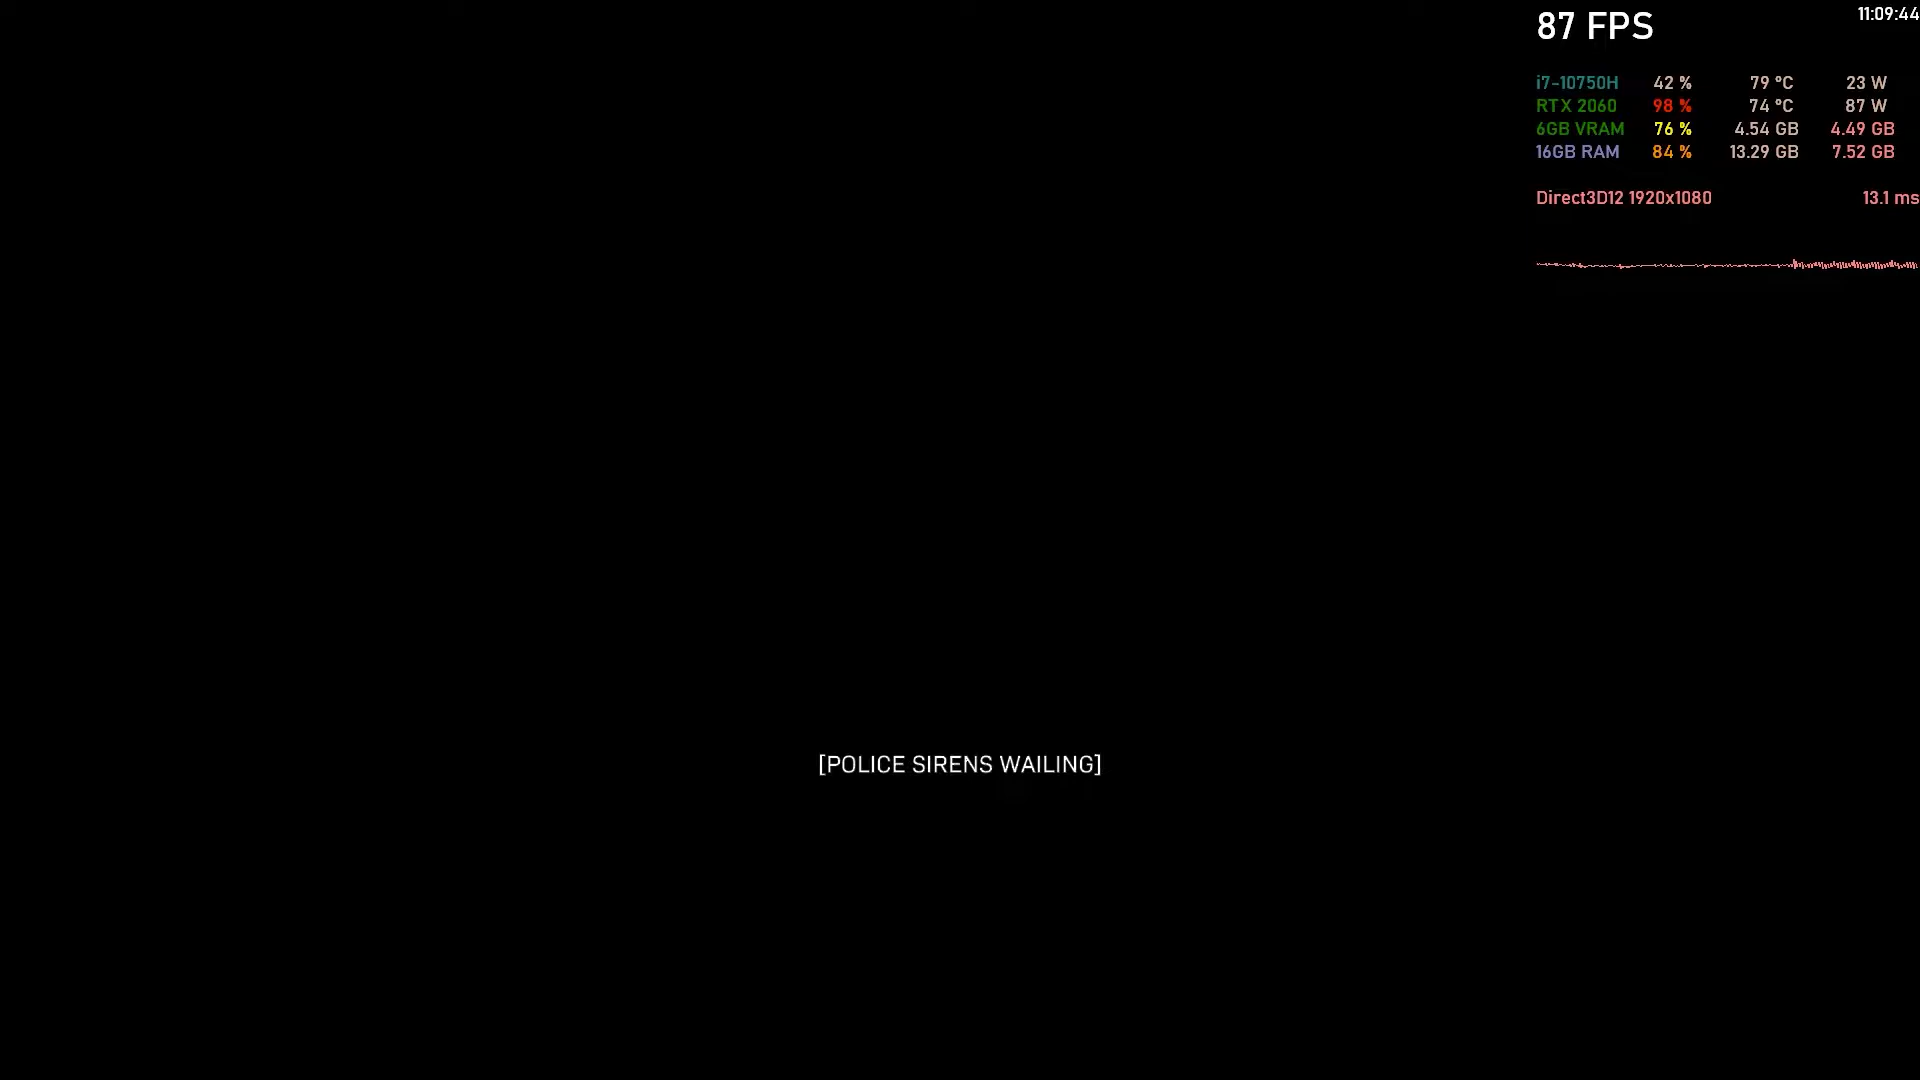 11:09:44
87 FPS
i7-10750H 42 % 79 °C 23 W
RTX 2060 98 % 74 °C 87 W
6GB VRAM 76 % 4.54 GB 4.49 GB
16GB RAM 84 % 13.29 GB 7.52 GB
Direct3D12 1920x1080 13.1 ms
[POLICE SIRENS WAILING]